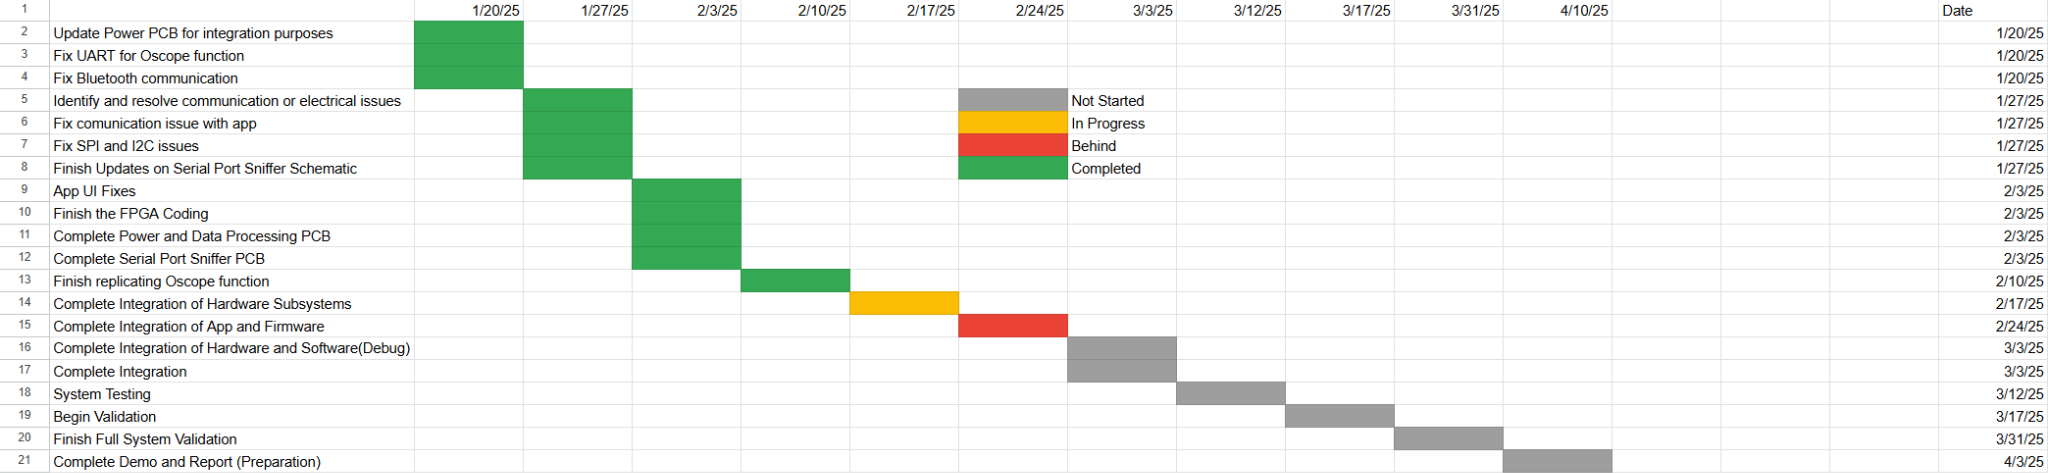 1 1/20/25 1/27/25 2/3/25 2/10/25 2/17/25 2/24/25 3/3/25 3/12/25 3/17/25 3/31/25 4/10/25 Date
2 Update Power PCB for integration purposes 1/20/25
3 Fix UART for Oscope function 1/20/25
4 Fix Bluetooth communication 1/20/25
5 Identify and resolve communication or electrical issues Not Started 1/27/25
6 Fix comunication issue with app In Progress 1/27/25
7 Fix SPI and I2C issues Behind 1/27/25
8 Finish Updates on Serial Port Sniffer Schematic Completed 1/27/25
9 App UI Fixes 2/3/25
10 Finish the FPGA Coding 2/3/25
11 Complete Power and Data Processing PCB 2/3/25
12 Complete Serial Port Sniffer PCB 2/3/25
13 Finish replicating Oscope function 2/10/25
14 Complete Integration of Hardware Subsystems 2/17/25
15 Complete Integration of App and Firmware 2/24/25
16 Complete Integration of Hardware and Software(Debug) 3/3/25
17 Complete Integration 3/3/25
18 System Testing 3/12/25
19 Begin Validation 3/17/25
20 Finish Full System Validation 3/31/25
21 Complete Demo and Report (Preparation) 4/3/25